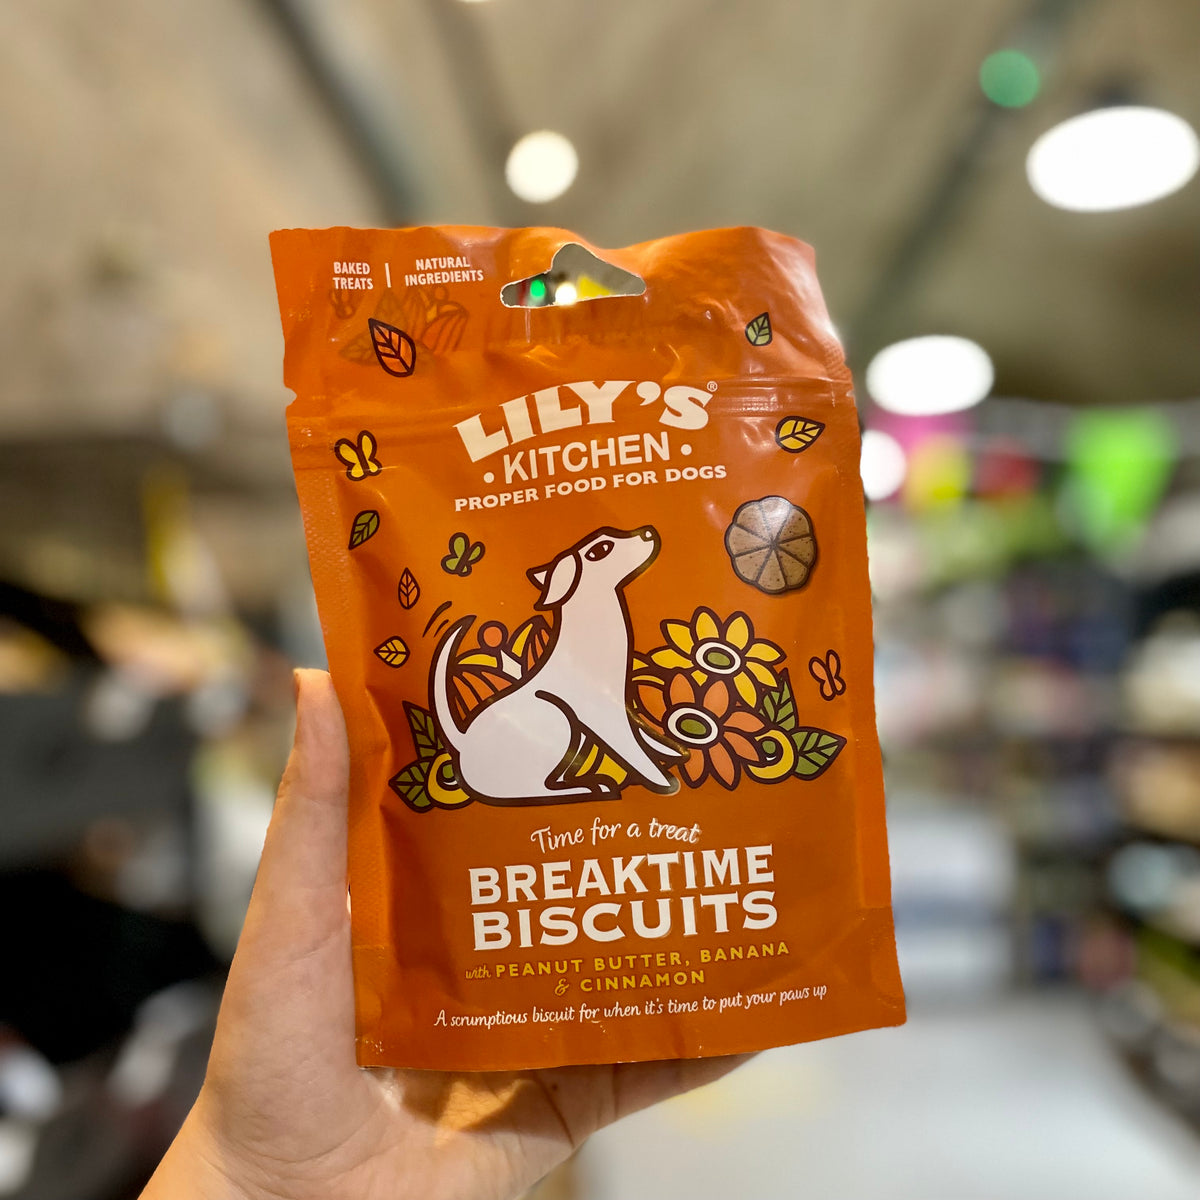 BAKED TREATS
NATURAL INGREDIENTS
LILY'S®
• KITCHEN •
PROPER FOOD FOR DOGS
Time for a treat
BREAKTIME
BISCUITS
with PEANUT BUTTER, BANANA
& CINNAMON
A scrumptious biscuit for when it's time to put your paws up